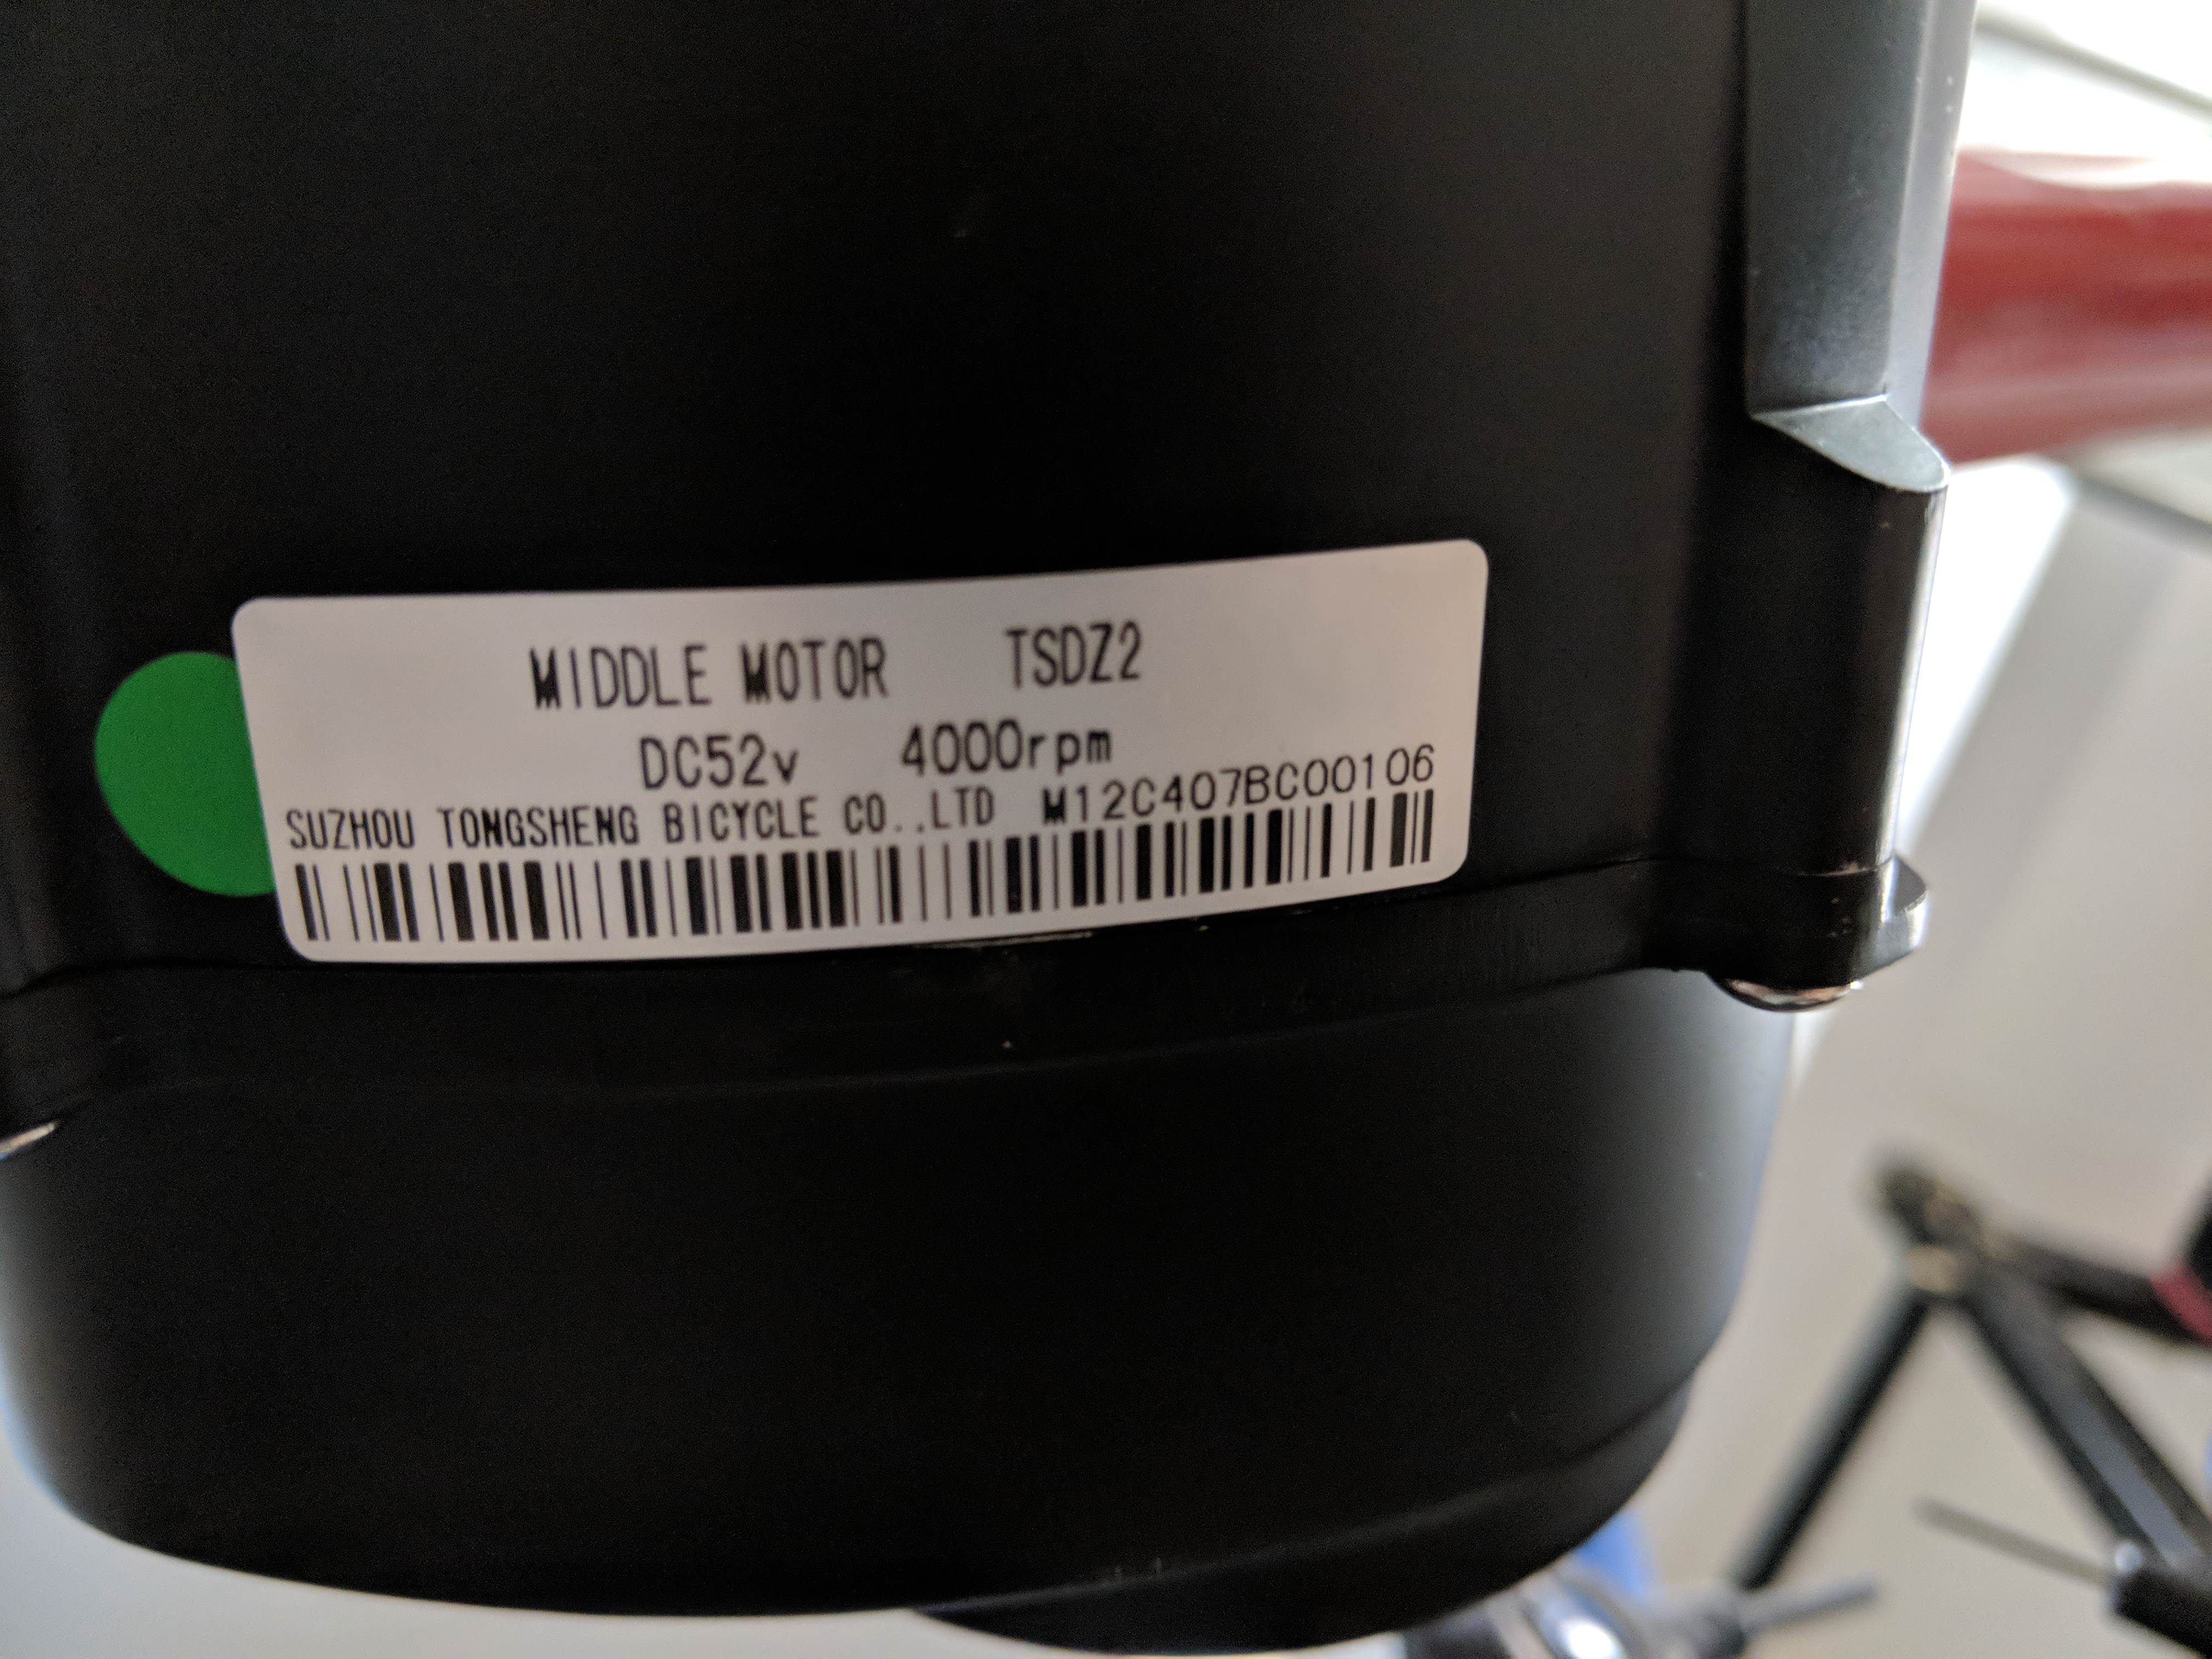 MIDDLE MOTOR TSDZ2
DC52v 4000rpm
SUZHOU TONGSHENG BICYCLE CO.,LTD M12C407BC00106